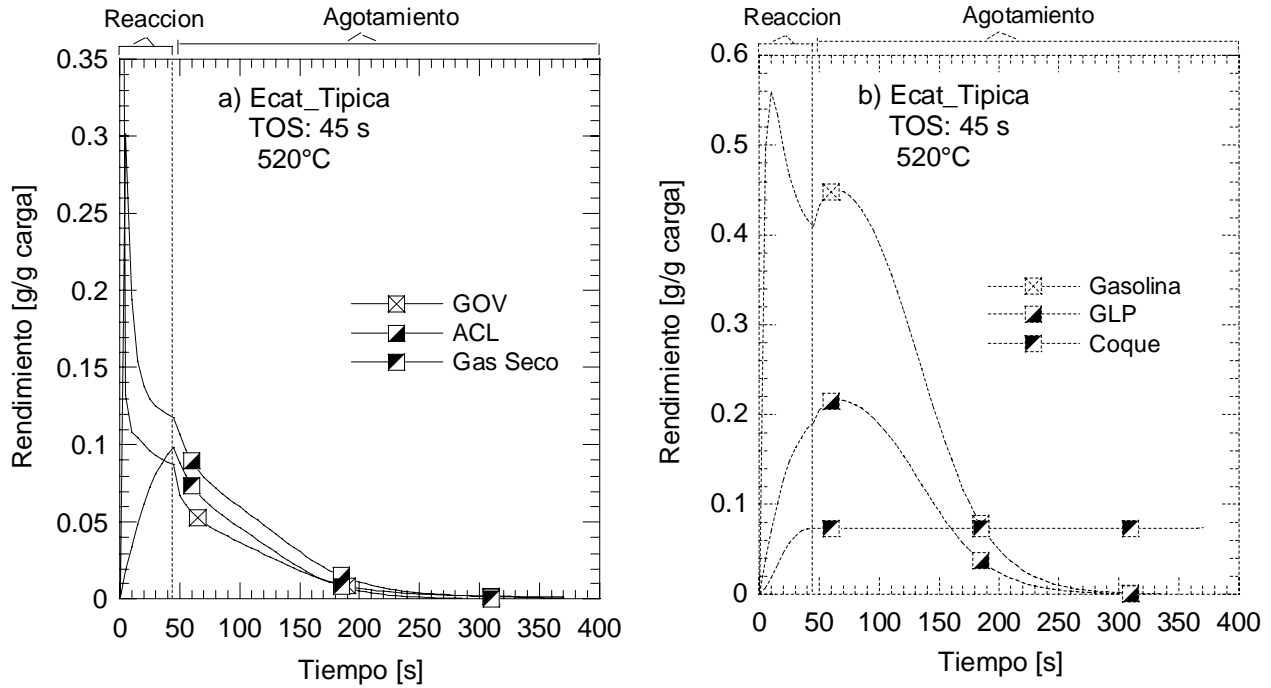 Reaccion
Agotamiento
0.35
0.3
0.25
0.2
0.15
0.1
0.05
0
Rendimiento [g/g carga]
a) Ecat_Tipica
TOS: 45 s
520°C
GOV
ACL
Gas Seco
0 50 100 150 200 250 300 350 400
Tiempo [s]
Reaccion
Agotamiento
0.6
0.5
0.4
0.3
0.2
0.1
0
Rendimiento [g/g carga]
b) Ecat_Tipica
TOS: 45 s
520°C
Gasolina
GLP
Coque
0 50 100 150 200 250 300 350 400
Tiempo [s]